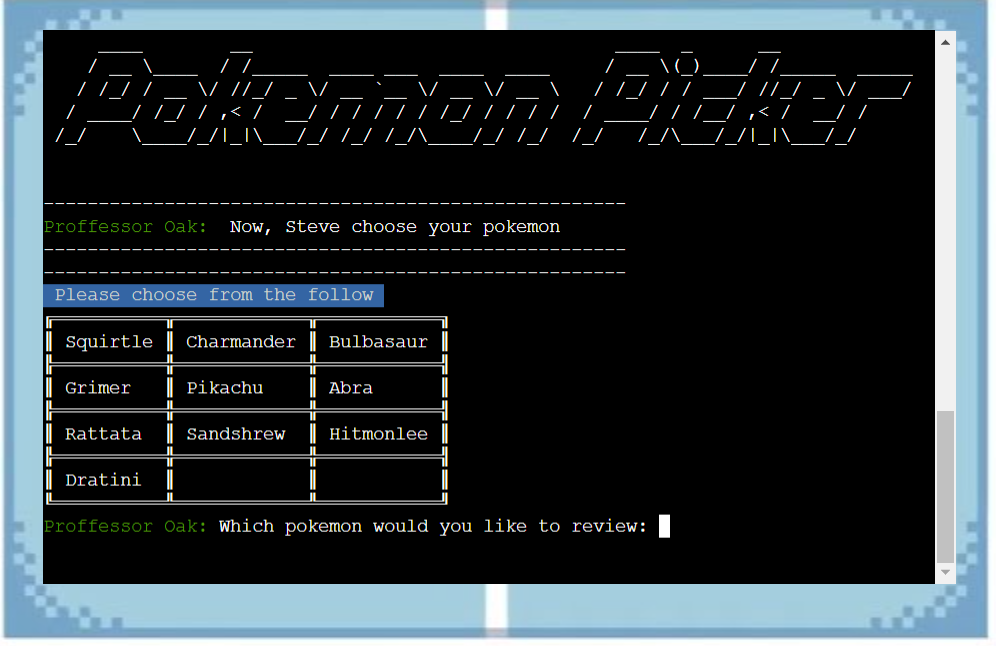 Pokemon Picker
Proffessor Oak: Now, Steve choose your pokemon
Please choose from the follow
Squirtle Charmander Bulbasaur
Grimer Pikachu Abra
Rattata Sandshrew Hitmonlee
Dratini
Proffessor Oak: Which pokemon would you like to review: